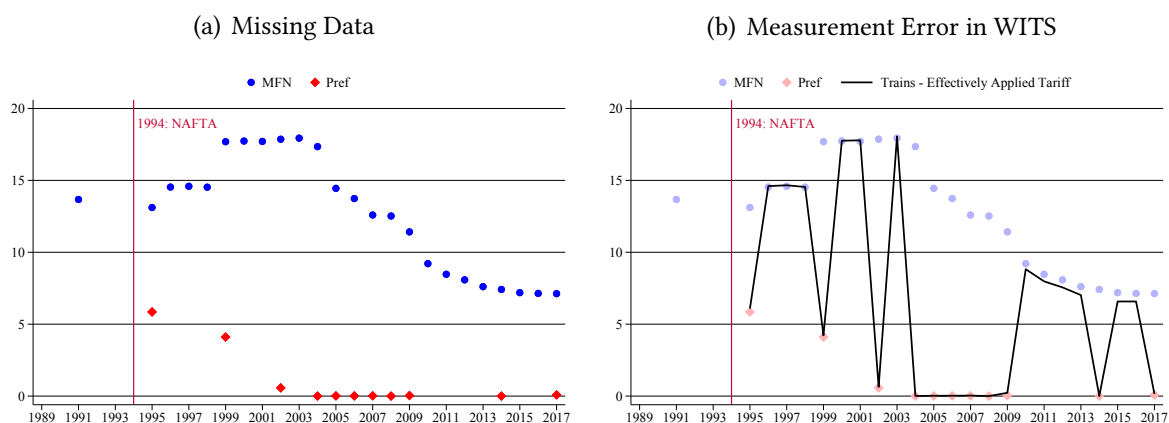 (a) Missing Data
MFN Pref
20
15
10
5
0
1994: NAFTA
1989 1991 1993 1995 1997 1999 2001 2003 2005 2007 2009 2011 2013 2015 2017
(b) Measurement Error in WITS
MFN Pref Trains - Effectively Applied Tariff
20
15
10
5
0
1994: NAFTA
1989 1991 1993 1995 1997 1999 2001 2003 2005 2007 2009 2011 2013 2015 2017